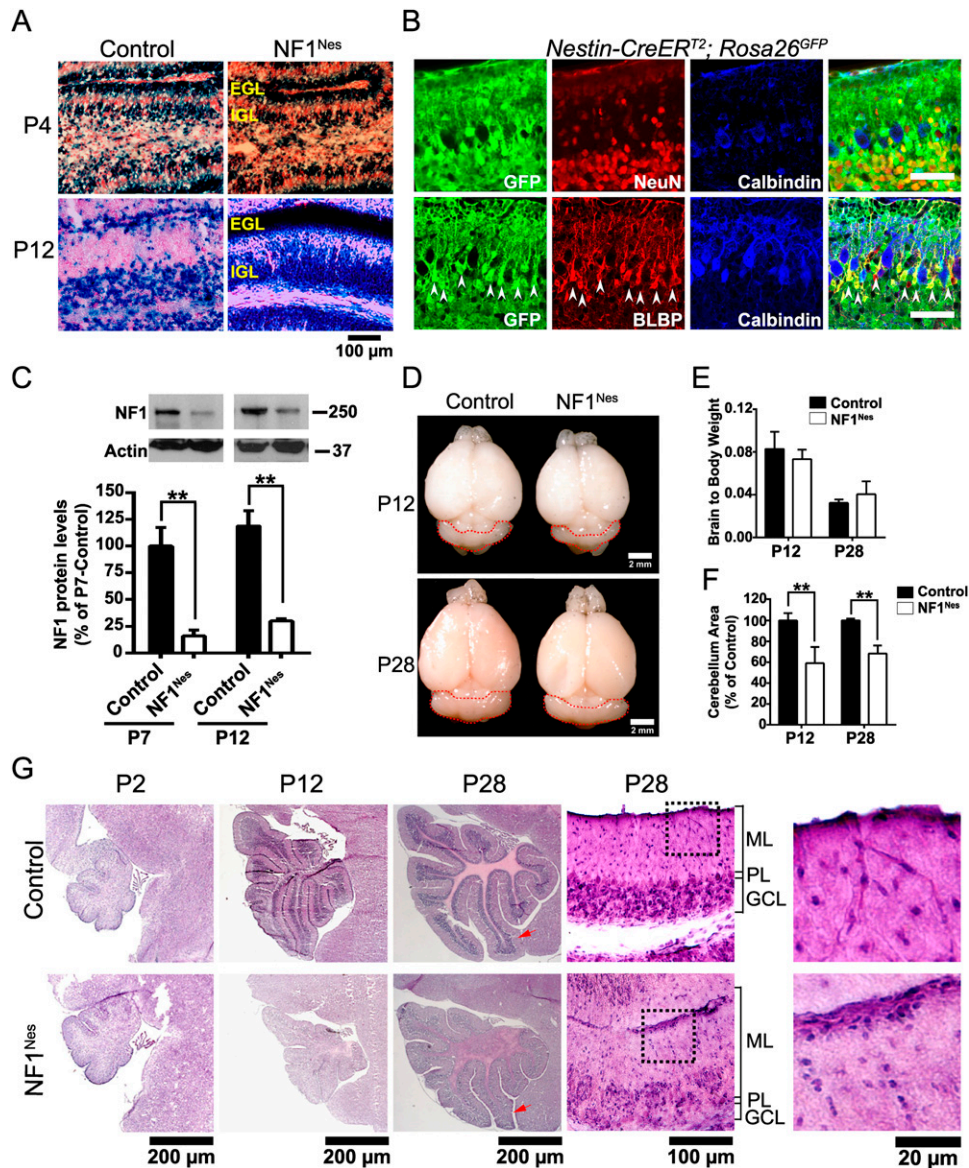 A
Control
NF1Nes
P4
EGL
IGL
P12
EGL
IGL
100 µm
B
Nestin-CreERT2; Rosa26GFP
GFP
NeuN
Calbindin
GFP
BLBP
Calbindin
C
NF1
250
Actin
37
NF1 protein levels
(% of P7-Control)
125
100
75
50
25
0
**
**
Control
NF1Nes
Control
NF1Nes
P7
P12
D
Control
NF1Nes
P12
2 mm
P28
2 mm
E
Brain to Body Weight
0.12
0.08
0.04
0.00
Control
NF1Nes
P12
P28
F
Cerebellum Area
(% of Control)
120
100
80
60
40
20
0
**
**
Control
NF1Nes
P12
P28
G
P2
P12
P28
P28
Control
ML
PL
GCL
NF1Nes
ML
PL
GCL
200 µm
200 µm
200 µm
100 µm
20 µm